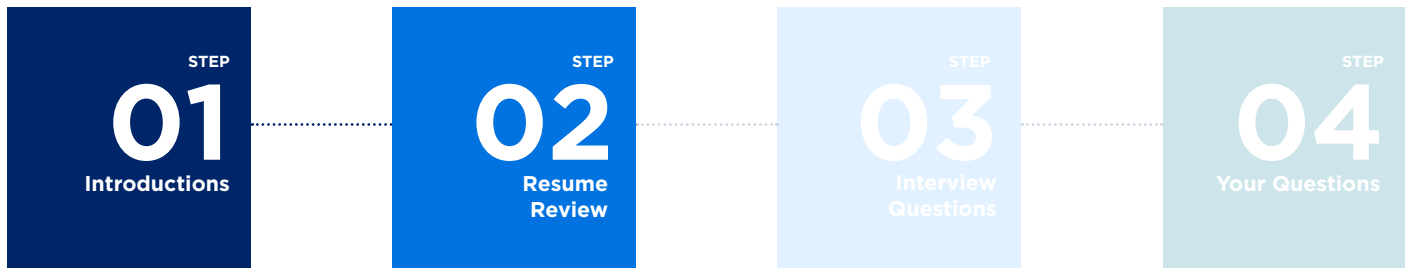 STEP
01
Introductions
STEP
02
Resume
Review
STEP
03
Interview
Questions
STEP
04
Your Questions